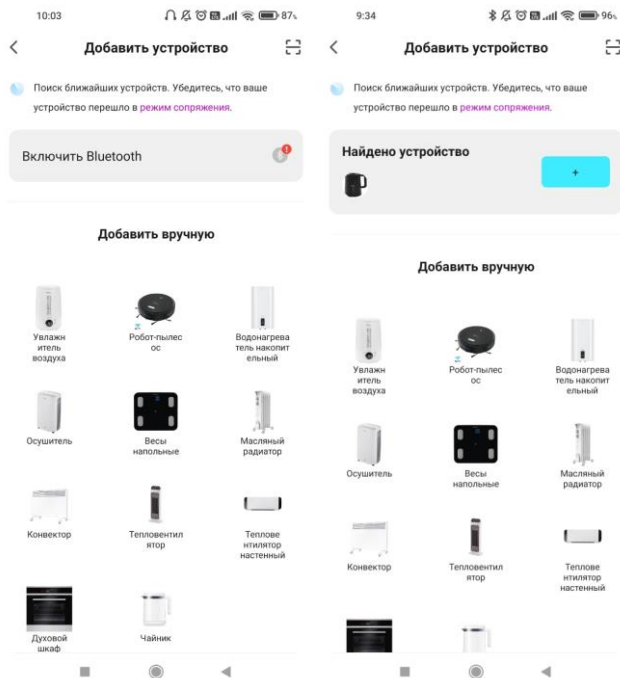 10:03
87%
Добавить устройство
Поиск ближайших устройств. Убедитесь, что ваше
устройство перешло в режим сопряжения.
Включить Bluetooth
Добавить вручную
Увлажн
итель
воздуха
Робот-пылес
ос
Водонагрева
тель накопит
ельный
Осушитель
Весы
напольные
Масляный
радиатор
Конвектор
Тепловентил
ятор
Теплове
нтилятор
настенный
Духовой
шкаф
Чайник
9:34
96%
Добавить устройство
Поиск ближайших устройств. Убедитесь, что ваше
устройство перешло в режим сопряжения.
Найдено устройство
+
Добавить вручную
Увлажн
итель
воздуха
Робот-пылес
ос
Водонагрева
тель накопит
ельный
Осушитель
Весы
напольные
Масляный
радиатор
Конвектор
Тепловентил
ятор
Теплове
нтилятор
настенный